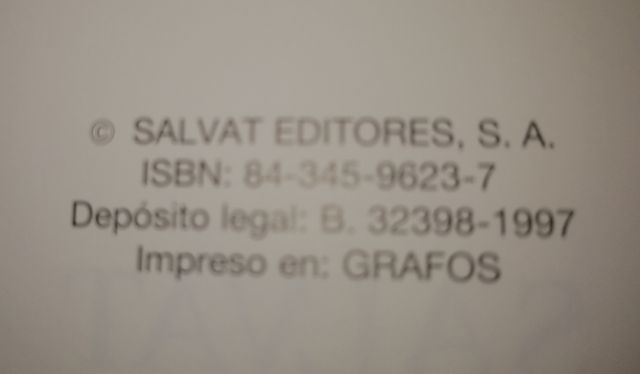 © SALVAT EDITORES, S. A.
ISBN: 84-345-9623-7
Depósito legal: B. 32398-1997
Impreso en: GRAFOS